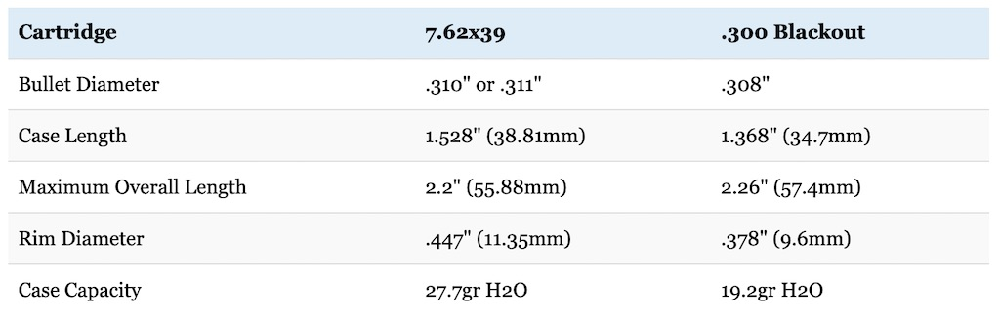 Cartridge 7.62x39 .300 Blackout
Bullet Diameter .310" or .311" .308"
Case Length 1.528" (38.81mm) 1.368" (34.7mm)
Maximum Overall Length 2.2" (55.88mm) 2.26" (57.4mm)
Rim Diameter .447" (11.35mm) .378" (9.6mm)
Case Capacity 27.7gr H2O 19.2gr H2O